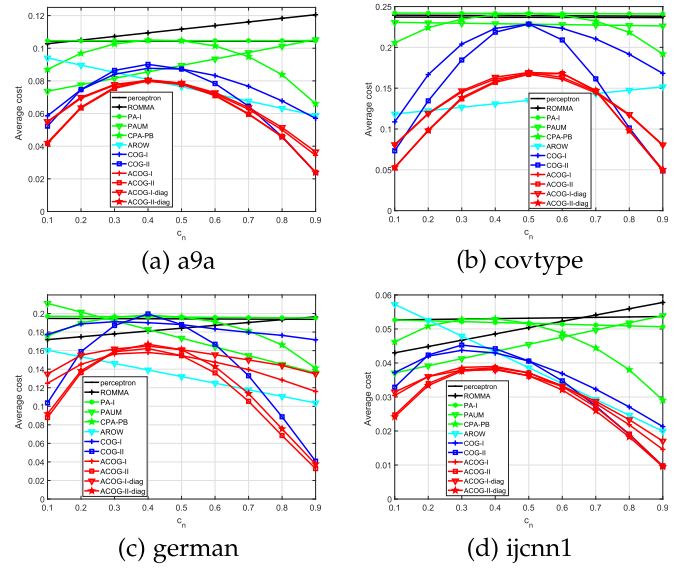 0.12
0.1
0.08
0.06
0.04
0.02
0
Average cost
perceptron
ROMMA
PA-I
PAUM
CPA-PB
AROW
COG-I
COG-II
ACOG-I
ACOG-II
ACOG-I-diag
ACOG-II-diag
0.1 0.2 0.3 0.4 0.5 0.6 0.7 0.8 0.9
c_n
(a) a9a
0.25
0.2
0.15
0.1
0.05
0
Average cost
perceptron
ROMMA
PA-I
PAUM
CPA-PB
AROW
COG-I
COG-II
ACOG-I
ACOG-II
ACOG-I-diag
ACOG-II-diag
0.1 0.2 0.3 0.4 0.5 0.6 0.7 0.8 0.9
c_n
(b) covtype
0.2
0.18
0.16
0.14
0.12
0.1
0.08
0.06
0.04
0.02
0
Average cost
perceptron
ROMMA
PA-I
PAUM
CPA-PB
AROW
COG-I
COG-II
ACOG-I
ACOG-II
ACOG-I-diag
ACOG-II-diag
0.1 0.2 0.3 0.4 0.5 0.6 0.7 0.8 0.9
c_n
(c) german
0.06
0.05
0.04
0.03
0.02
0.01
0
Average cost
perceptron
ROMMA
PA-I
PAUM
CPA-PB
AROW
COG-I
COG-II
ACOG-I
ACOG-II
ACOG-I-diag
ACOG-II-diag
0.1 0.2 0.3 0.4 0.5 0.6 0.7 0.8 0.9
c_n
(d) ijcnn1